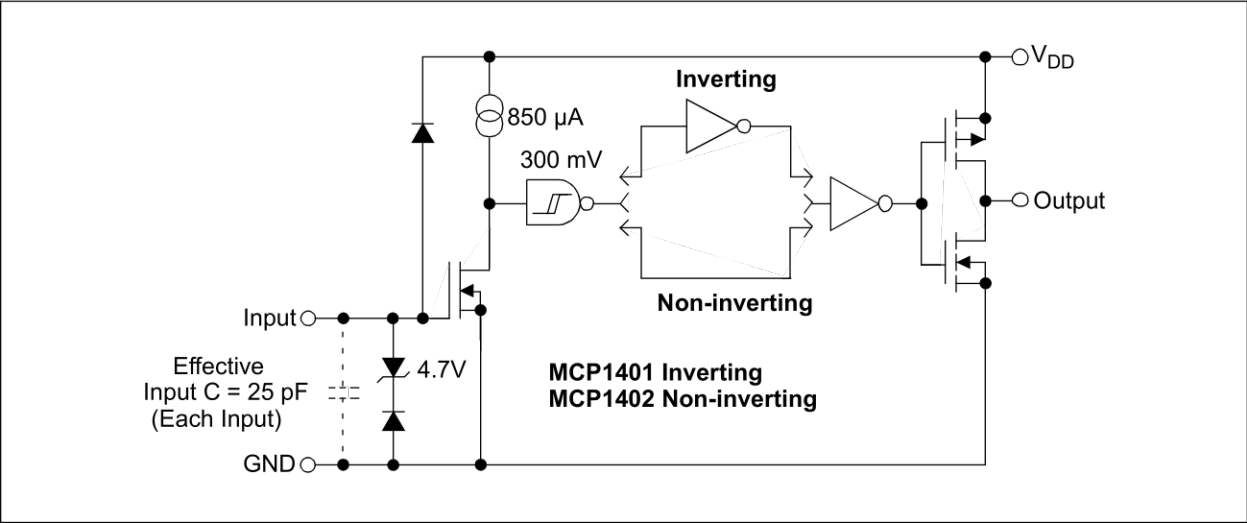 V_DD
Inverting
850 µA
300 mV
Output
Non-inverting
Input
Effective
Input C = 25 pF
(Each Input)
4.7V
MCP1401 Inverting
MCP1402 Non-inverting
GND